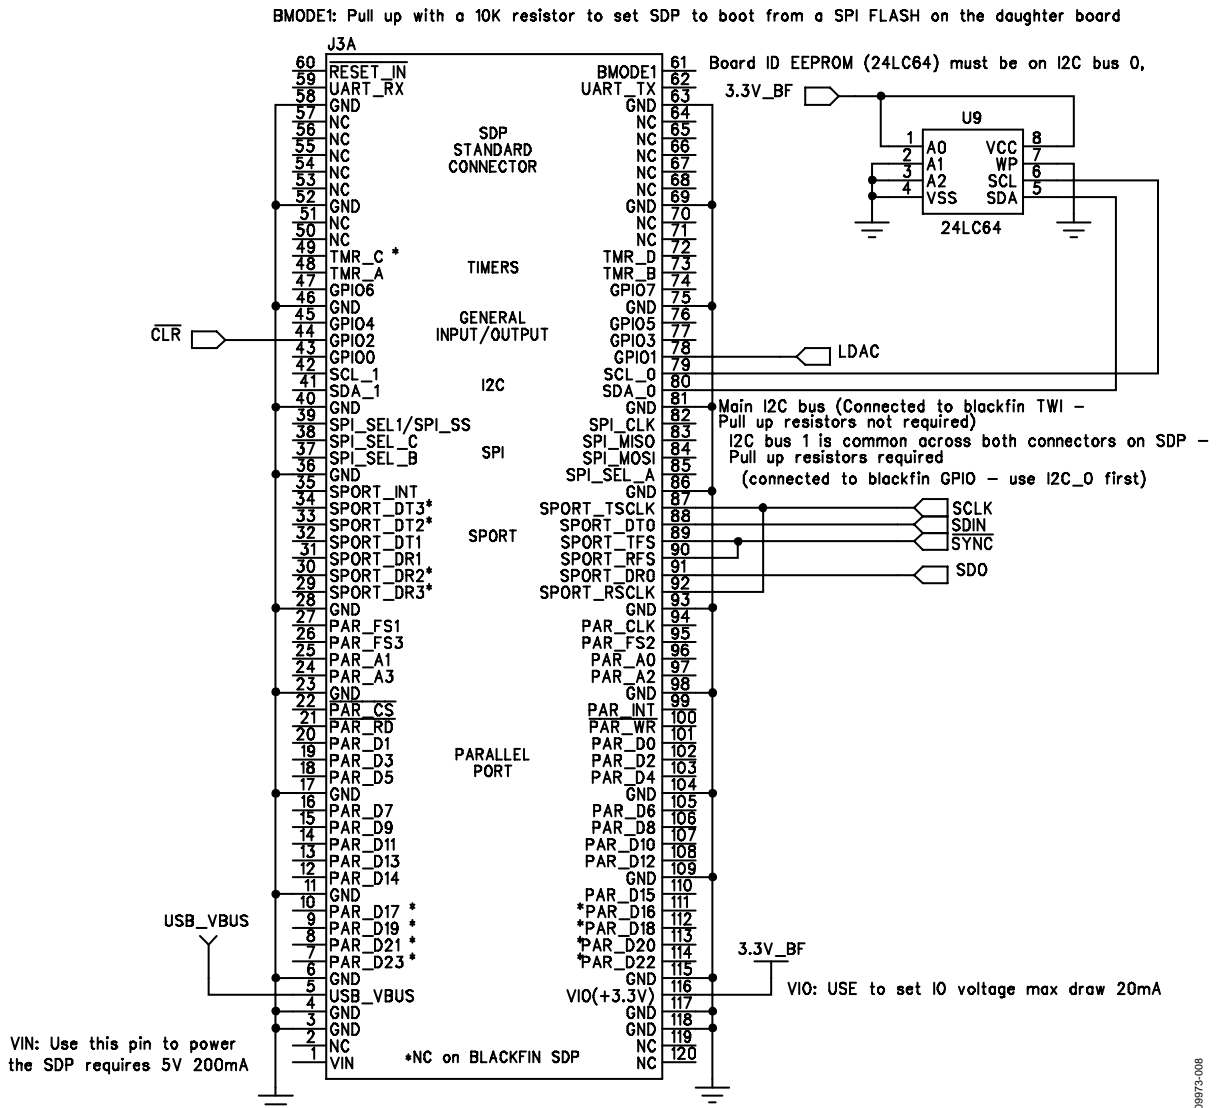 BMODE1: Pull up with a 10K resistor to set SDP to boot from a SPI FLASH on the daughter board
J3A
60 RESET_IN
59 UART_RX
58 GND
57 NC
56 NC
55 NC
54 NC
53 NC
52 GND
51 NC
50 NC
49 TMR_C *
48 TMR_A
47 GPIO6
46 GND
45 GPIO4
44 GPIO2
43 GPIO0
42 SCL_1
41 SDA_1
40 GND
39 SPI_SEL1/SPI_SS
38 SPI_SEL_C
37 SPI_SEL_B
36 GND
35 SPORT_INT
34 SPORT_DT3*
33 SPORT_DT2*
32 SPORT_DT1
31 SPORT_DR1
30 SPORT_DR2*
29 SPORT_DR3*
28 GND
27 PAR_FS1
26 PAR_FS3
25 PAR_A1
24 PAR_A3
23 GND
22 PAR_CS
21 PAR_RD
20 PAR_D1
19 PAR_D3
18 PAR_D5
17 GND
16 PAR_D7
15 PAR_D9
14 PAR_D11
13 PAR_D13
12 PAR_D14
11 GND
10 PAR_D17 *
9 PAR_D19 *
8 PAR_D21 *
7 PAR_D23 *
6 GND
5 USB_VBUS
4 GND
3 GND
2 NC
1 VIN
CLR
USB_VBUS
VIN: Use this pin to power
the SDP requires 5V 200mA
SDP
STANDARD
CONNECTOR
TIMERS
GENERAL
INPUT/OUTPUT
I2C
SPI
SPORT
PARALLEL
PORT
*NC on BLACKFIN SDP
BMODE1 61
UART_TX 62
GND 63
NC 64
NC 65
NC 66
NC 67
NC 68
GND 69
NC 70
NC 71
TMR_D 72
TMR_B 73
GPIO7 74
GND 75
GPIO5 76
GPIO3 77
GPIO1 78
SCL_0 79
SDA_0 80
GND 81
SPI_CLK 82
SPI_MISO 83
SPI_MOSI 84
SPI_SEL_A 85
GND 86
SPORT_TSCLK 87
SPORT_DT0 88
SPORT_TFS 89
SPORT_RFS 90
SPORT_DR0 91
SPORT_RSCLK 92
GND 93
PAR_CLK 94
PAR_FS2 95
PAR_A0 96
PAR_A2 97
GND 98
PAR_INT 99
PAR_WR 100
PAR_D0 101
PAR_D2 102
PAR_D4 103
GND 104
PAR_D6 105
PAR_D8 106
PAR_D10 107
PAR_D12 108
GND 109
PAR_D15 110
*PAR_D16 111
*PAR_D18 112
*PAR_D20 113
*PAR_D22 114
GND 115
VIO(+3.3V) 116
GND 117
GND 118
NC 119
NC 120
Board ID EEPROM (24LC64) must be on I2C bus 0,
3.3V_BF
U9
1 A0 VCC 8
2 A1 WP 7
3 A2 SCL 6
4 VSS SDA 5
24LC64
LDAC
Main I2C bus (Connected to blackfin TWI –
Pull up resistors not required)
I2C bus 1 is common across both connectors on SDP –
Pull up resistors required
(connected to blackfin GPIO – use I2C_0 first)
SCLK
SDIN
SYNC
SDO
3.3V_BF
VIO: USE to set IO voltage max draw 20mA
09973-008